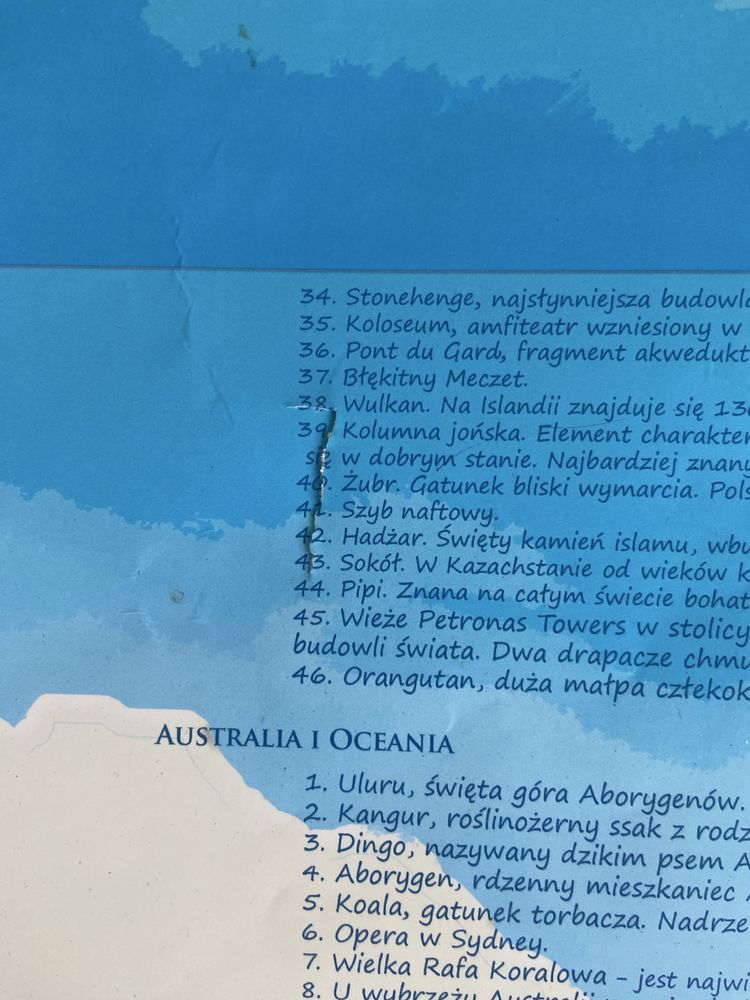 34. Stonehenge, najsłynniejsza budowl
35. Koloseum, amfiteatr wzniesiony w
36. Pont du Gard, fragment akwedukt
37. Błękitny Meczet.
38. Wulkan. Na Islandii znajduje się 13
39. Kolumna jońska. Element charakter
się w dobrym stanie. Najbardziej znany
40. Żubr. Gatunek bliski wymarcia. Pols
41. Szyb naftowy.
42. Hadżar. Święty kamień islamu, wbu
43. Sokół. W Kazachstanie od wieków k
44. Pipi. Znana na całym świecie bohat
45. Wieże Petronas Towers w stolicy
budowli świata. Dwa drapacze chmu
46. Orangutan, duża małpa człekok
AUSTRALIA I OCEANIA
1. Uluru, święta góra Aborygenów.
2. Kangur, roślinożerny ssak z rodz
3. Dingo, nazywany dzikim psem A
4. Aborygen, rdzenny mieszkaniec
5. Koala, gatunek torbacza. Nadrze
6. Opera w Sydney.
7. Wielka Rafa Koralowa – jest najwi
8. U wybrzeży Australii